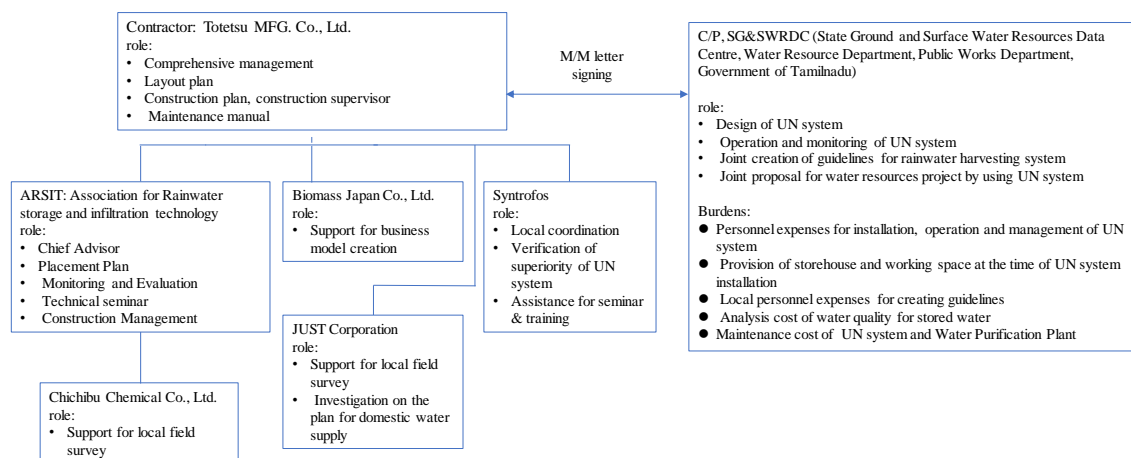 Contractor: Totetsu MFG. Co., Ltd.
role:
• Comprehensive management
• Layout plan
• Construction plan, construction supervisor
• Maintenance manual
M/M letter
signing
C/P, SG&SWRDC (State Ground and Surface Water Resources Data
Centre, Water Resource Department, Public Works Department,
Government of Tamilnadu)
role:
• Design of UN system
• Operation and monitoring of UN system
• Joint creation of guidelines for rainwater harvesting system
• Joint proposal for water resources project by using UN system
Burdens:
● Personnel expenses for installation, operation and management of UN
system
● Provision of storehouse and working space at the time of UN system
installation
● Local personnel expenses for creating guidelines
● Analysis cost of water quality for stored water
● Maintenance cost of UN system and Water Purification Plant
ARSIT: Association for Rainwater
storage and infiltration technology
role:
• Chief Advisor
• Placement Plan
• Monitoring and Evaluation
• Technical seminar
• Construction Management
Biomass Japan Co., Ltd.
role:
• Support for business
model creation
Syntrofos
role:
• Local coordination
• Verification of
superiority of UN
system
• Assistance for seminar
& training
JUST Corporation
role:
• Support for local field
survey
• Investigation on the
plan for domestic water
supply
Chichibu Chemical Co., Ltd.
role:
• Support for local field
survey